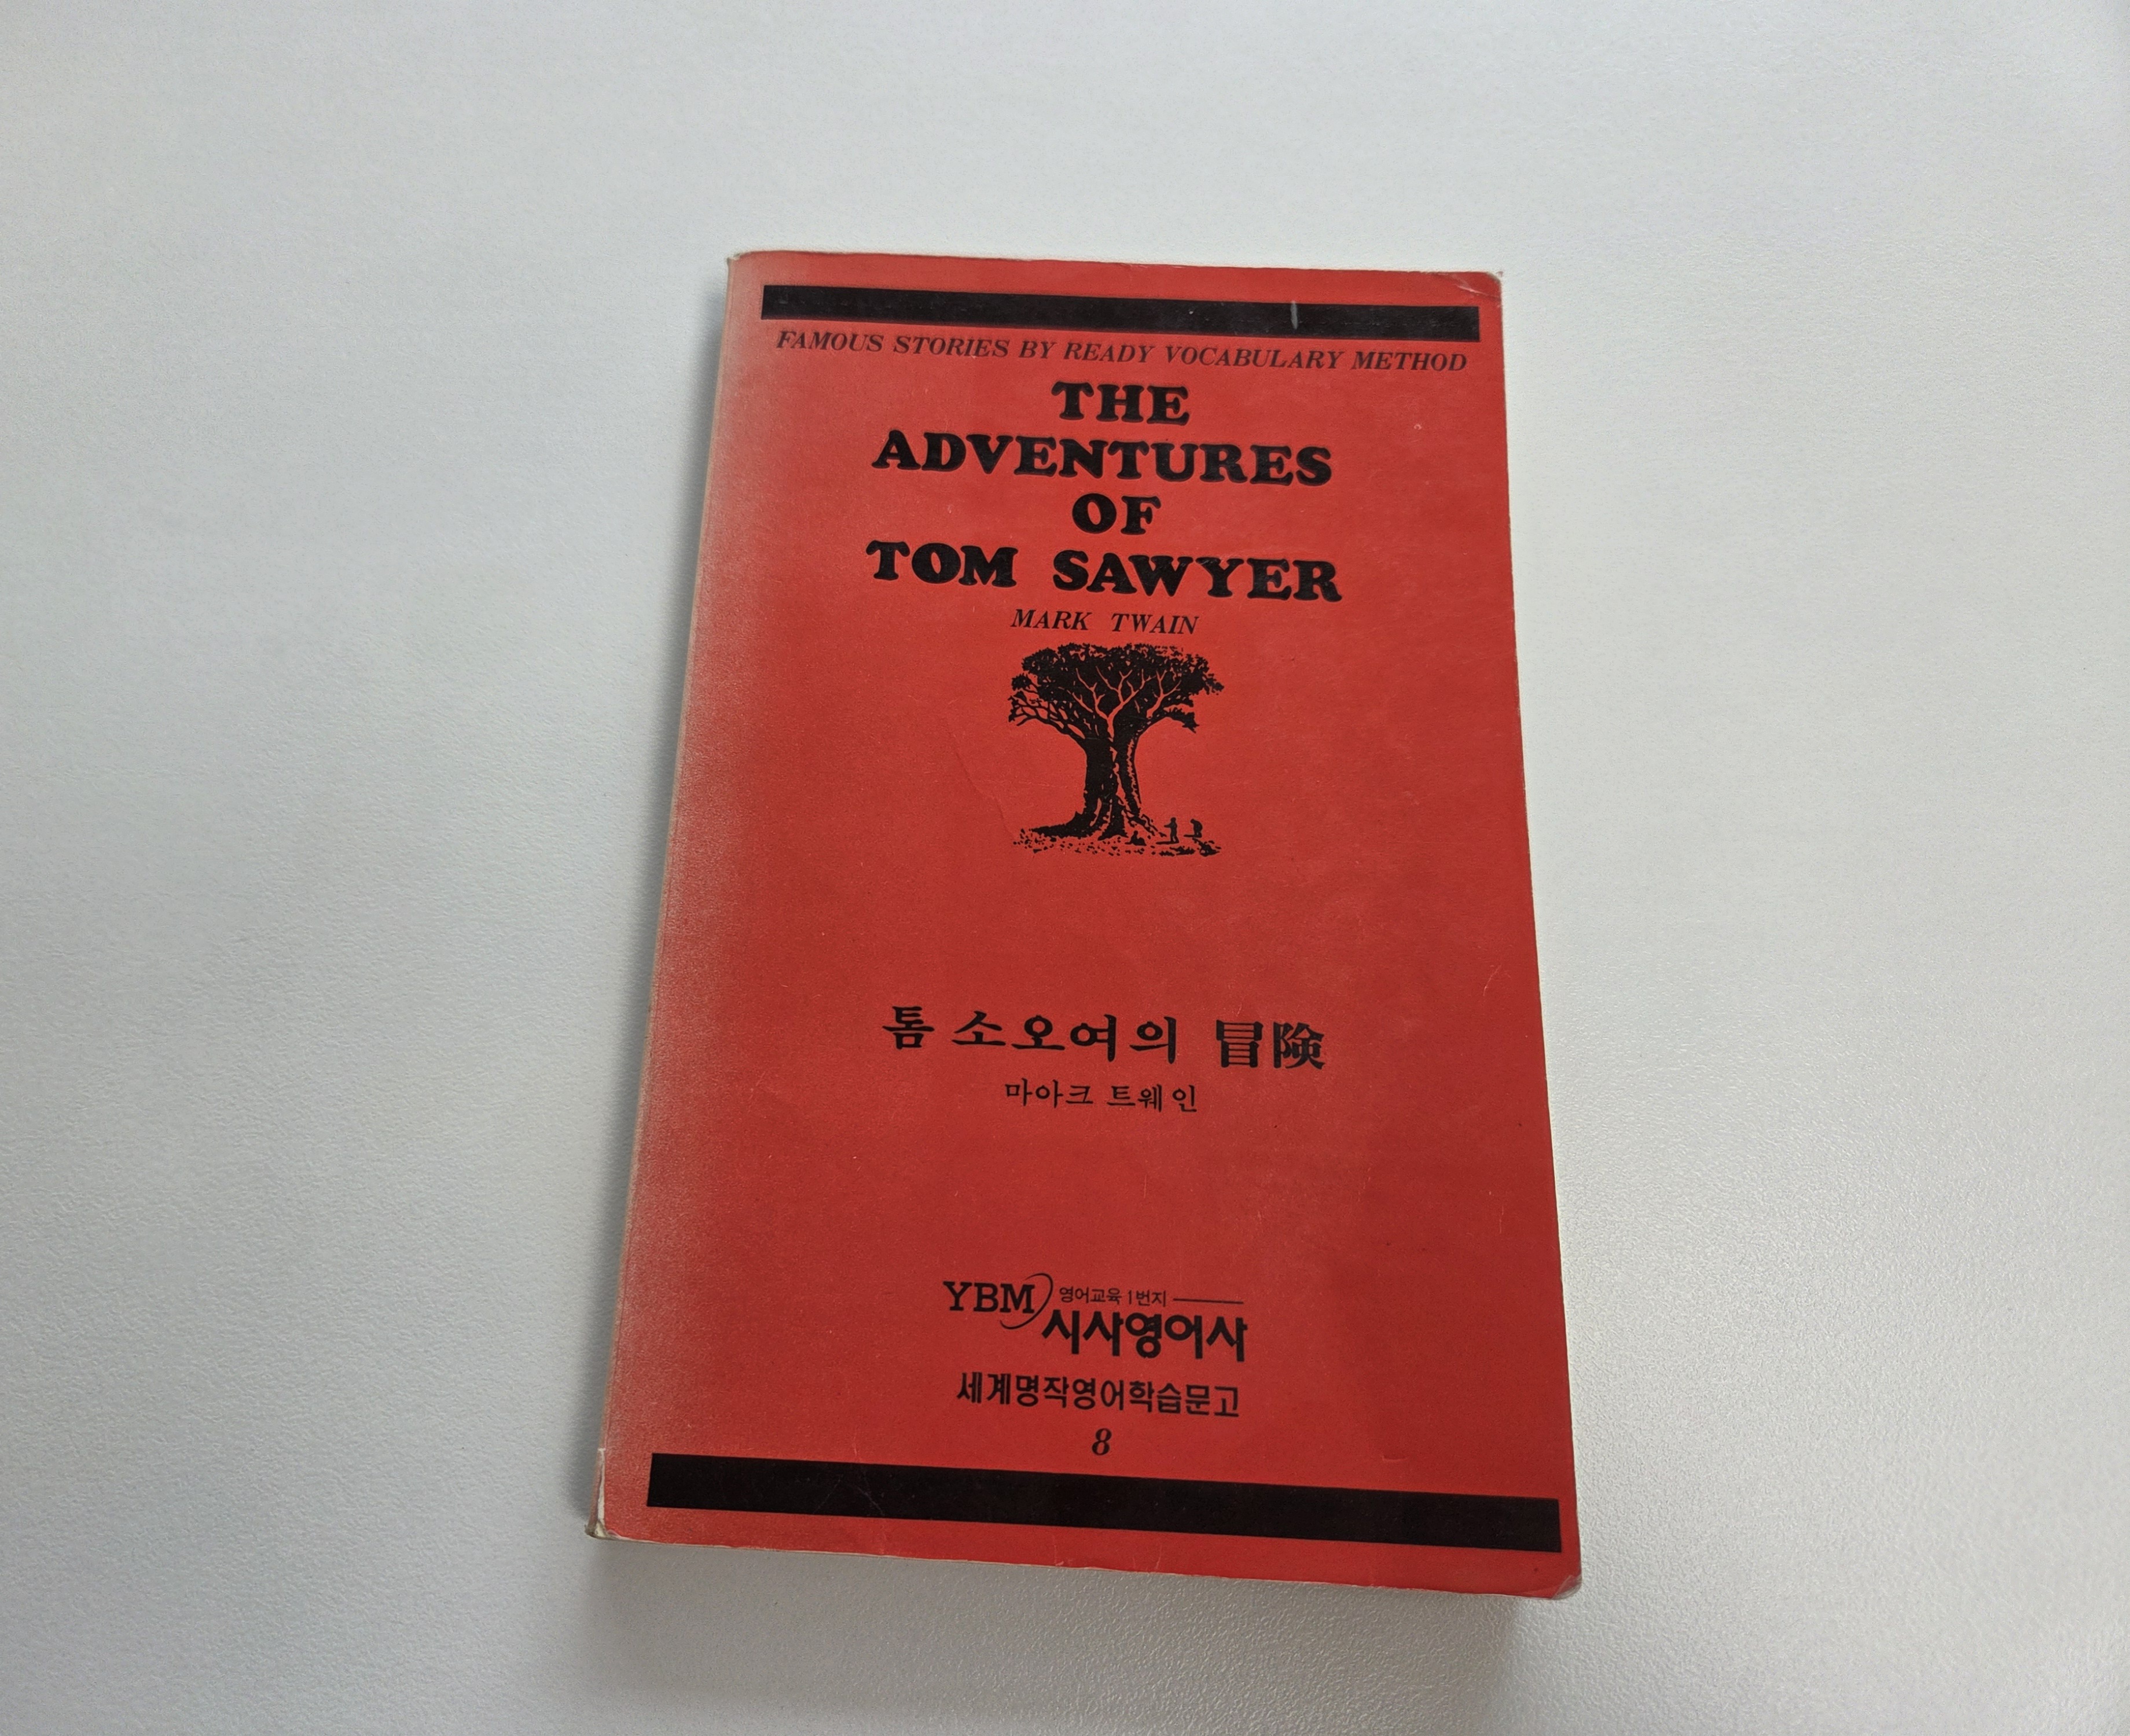 FAMOUS STORIES BY READY VOCABULARY METHOD
THE
ADVENTURES
OF
TOM SAWYER
MARK TWAIN
톰 소오여의 冒険
마아크 트웨인
YBM 영어교육 1번지
시사영어사
세계명작영어학습문고
8